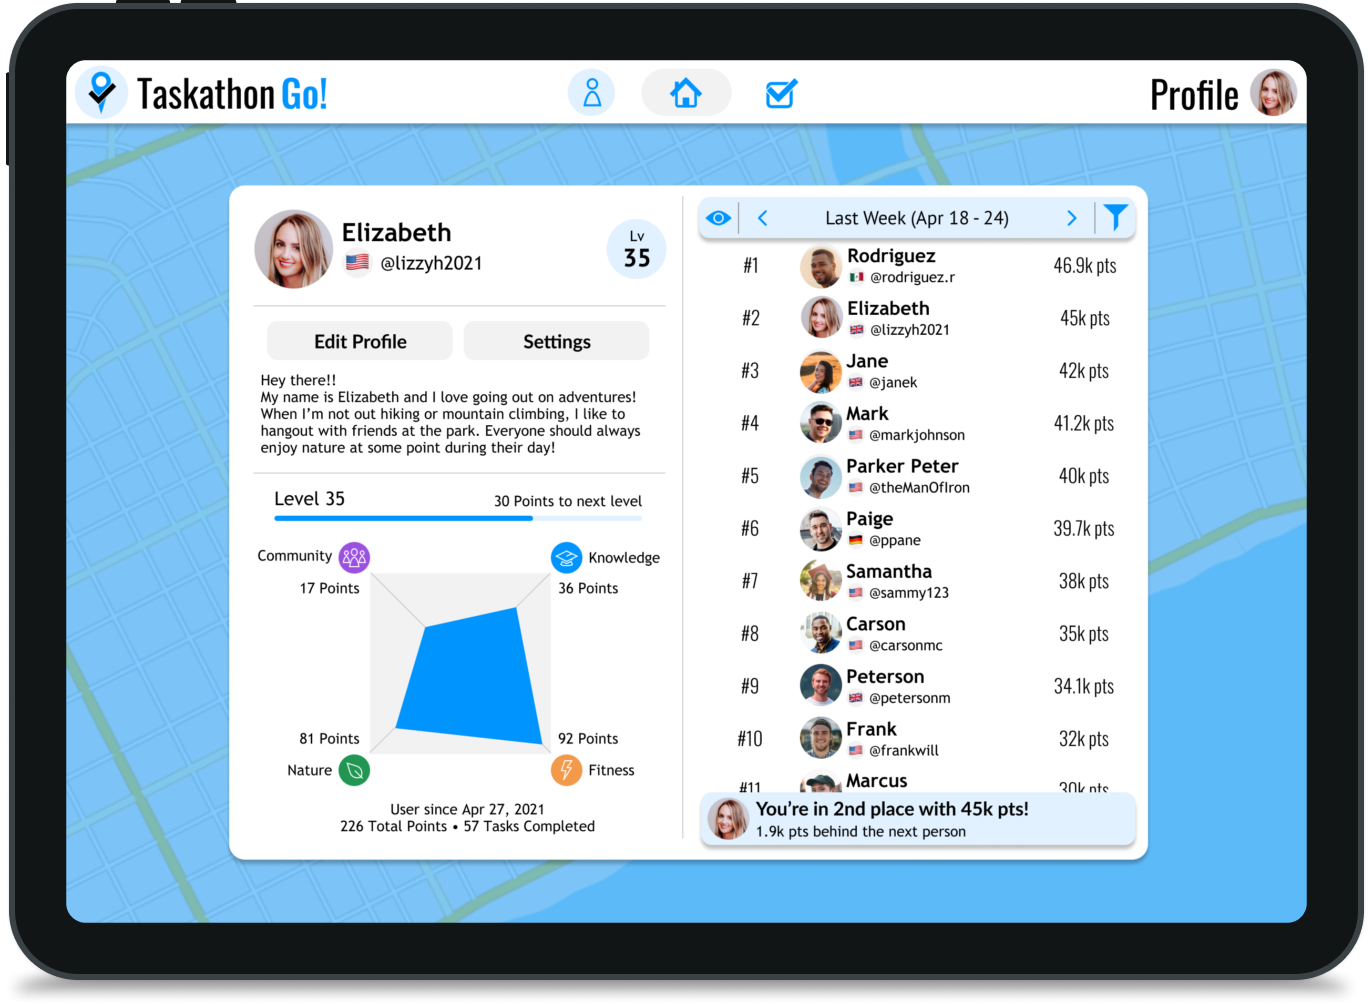 Taskathon Go!
Profile
Elizabeth
@lizzyh2021
Lv
35
Edit Profile
Settings
Hey there!!
My name is Elizabeth and I love going out on adventures!
When I'm not out hiking or mountain climbing, I like to
hangout with friends at the park. Everyone should always
enjoy nature at some point during their day!
Level 35
30 Points to next level
Community
Knowledge
17 Points
36 Points
81 Points
92 Points
Nature
Fitness
User since Apr 27, 2021
226 Total Points • 57 Tasks Completed
Last Week (Apr 18 - 24)
#1
Rodriguez
@rodriguez.r
46.9k pts
#2
Elizabeth
@lizzyh2021
45k pts
#3
Jane
@janek
42k pts
#4
Mark
@markjohnson
41.2k pts
#5
Parker Peter
@theManOfIron
40k pts
#6
Paige
@ppane
39.7k pts
#7
Samantha
@sammy123
38k pts
#8
Carson
@carsonmc
35k pts
#9
Peterson
@petersonm
34.1k pts
#10
Frank
@frankwill
32k pts
#11
Marcus
30k pts
You're in 2nd place with 45k pts!
1.9k pts behind the next person